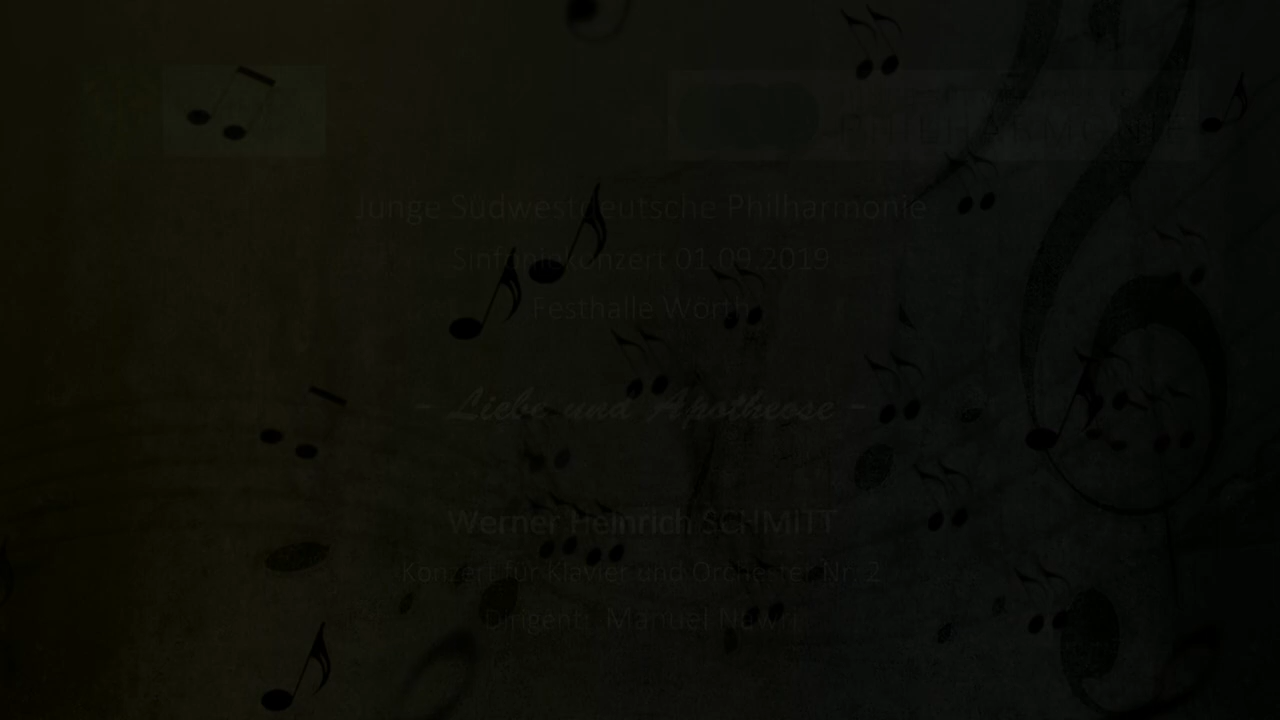 PHILHARMONIE
Junge Südwestdeutsche Philharmonie
Sinfoniekonzert 01.09.2019
Festhalle Wörth
- Liebe und Apotheose -
Werner Heinrich SCHMITT
Konzert für Klavier und Orchester Nr. 2
Dirigent: Manuel Nawri